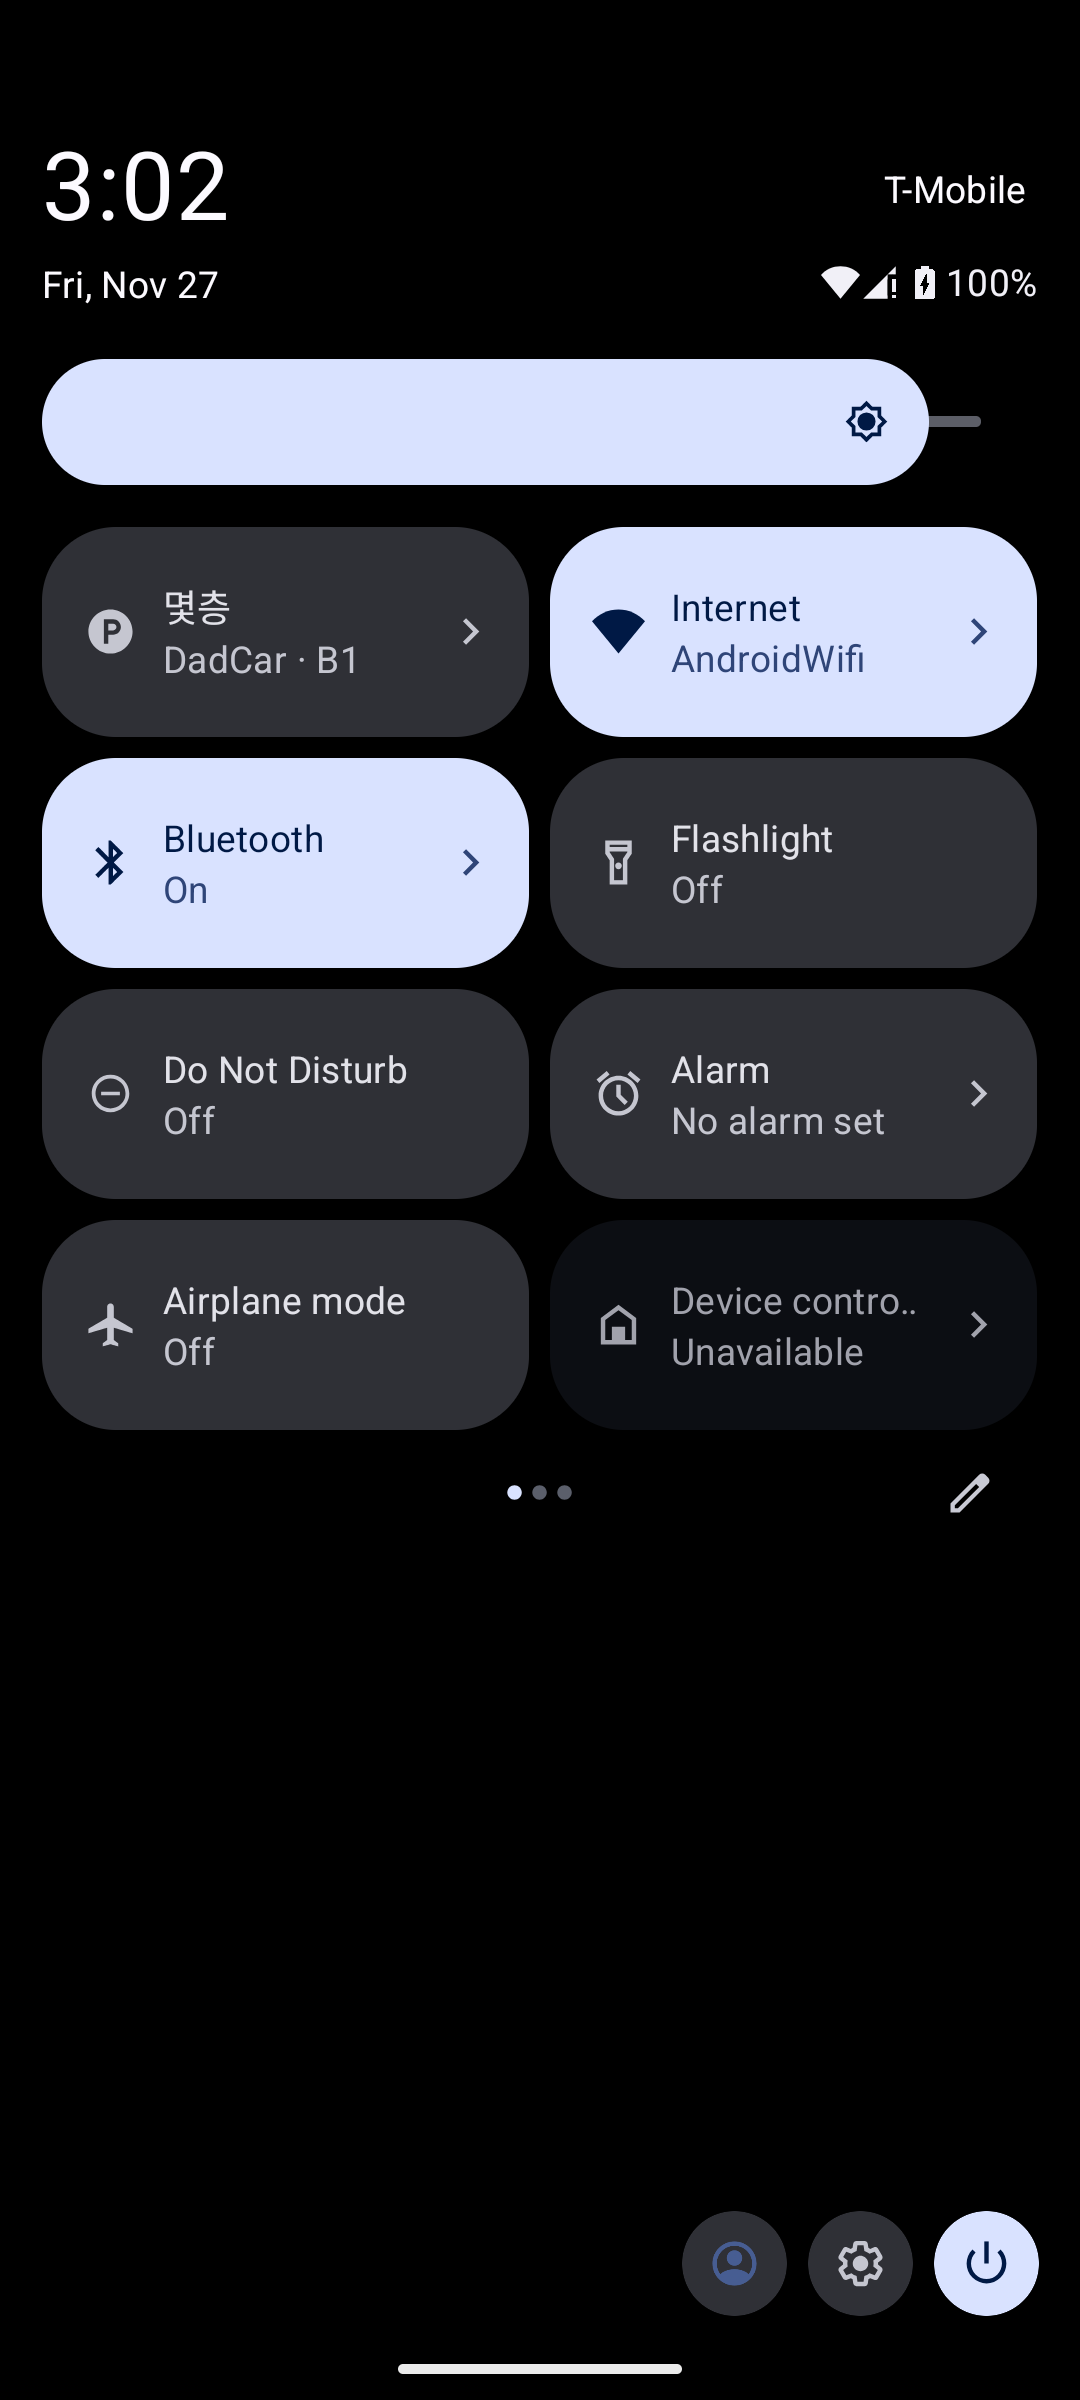 3:02
T-Mobile
Fri, Nov 27
100%
몇층
DadCar · B1
Internet
AndroidWifi
Bluetooth
On
Flashlight
Off
Do Not Disturb
Off
Alarm
No alarm set
Airplane mode
Off
Device contro..
Unavailable